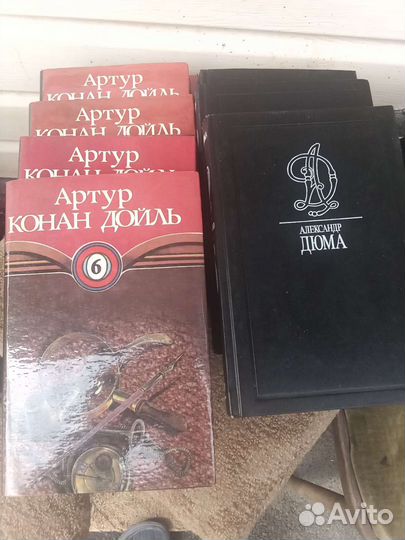 Артур
КОНАН ДОЙЛЬ
Артур
КОНАН ДОЙЛЬ
Артур
КОНАН ДОЙЛЬ
Артур
КОНАН ДОЙЛЬ
6
АЛЕКСАНДР
ДЮМА
Avito